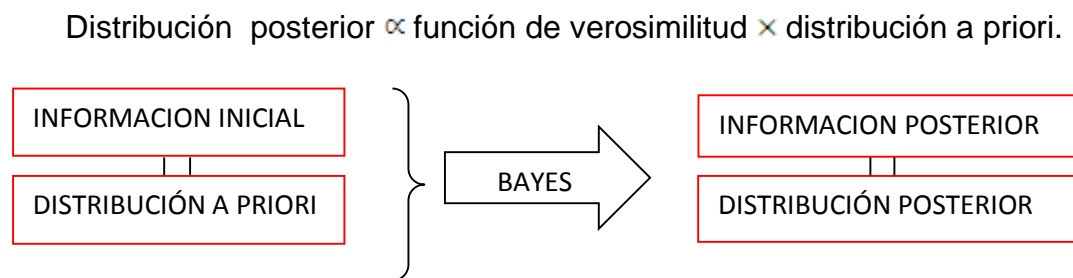 Distribución posterior ∝ función de verosimilitud × distribución a priori.
INFORMACION INICIAL
DISTRIBUCIÓN A PRIORI
BAYES
INFORMACION POSTERIOR
DISTRIBUCIÓN POSTERIOR